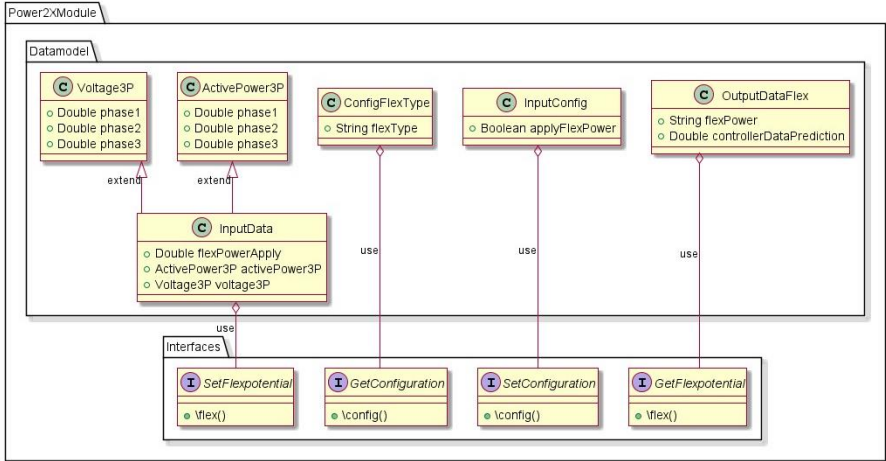 Power2XModule
Datamodel
C Voltage3P
Double phase1
Double phase2
Double phase3
C ActivePower3P
Double phase1
Double phase2
Double phase3
C ConfigFlexType
String flexType
C InputConfig
Boolean applyFlexPower
C OutputDataFlex
String flexPower
Double controllerDataPrediction
extend
extend
C InputData
Double flexPowerApply
ActivePower3P activePower3P
Voltage3P voltage3P
use
use
use
use
Interfaces
I SetFlexpotential
\flex()
I GetConfiguration
\config()
I SetConfiguration
\config()
I GetFlexpotential
\flex()